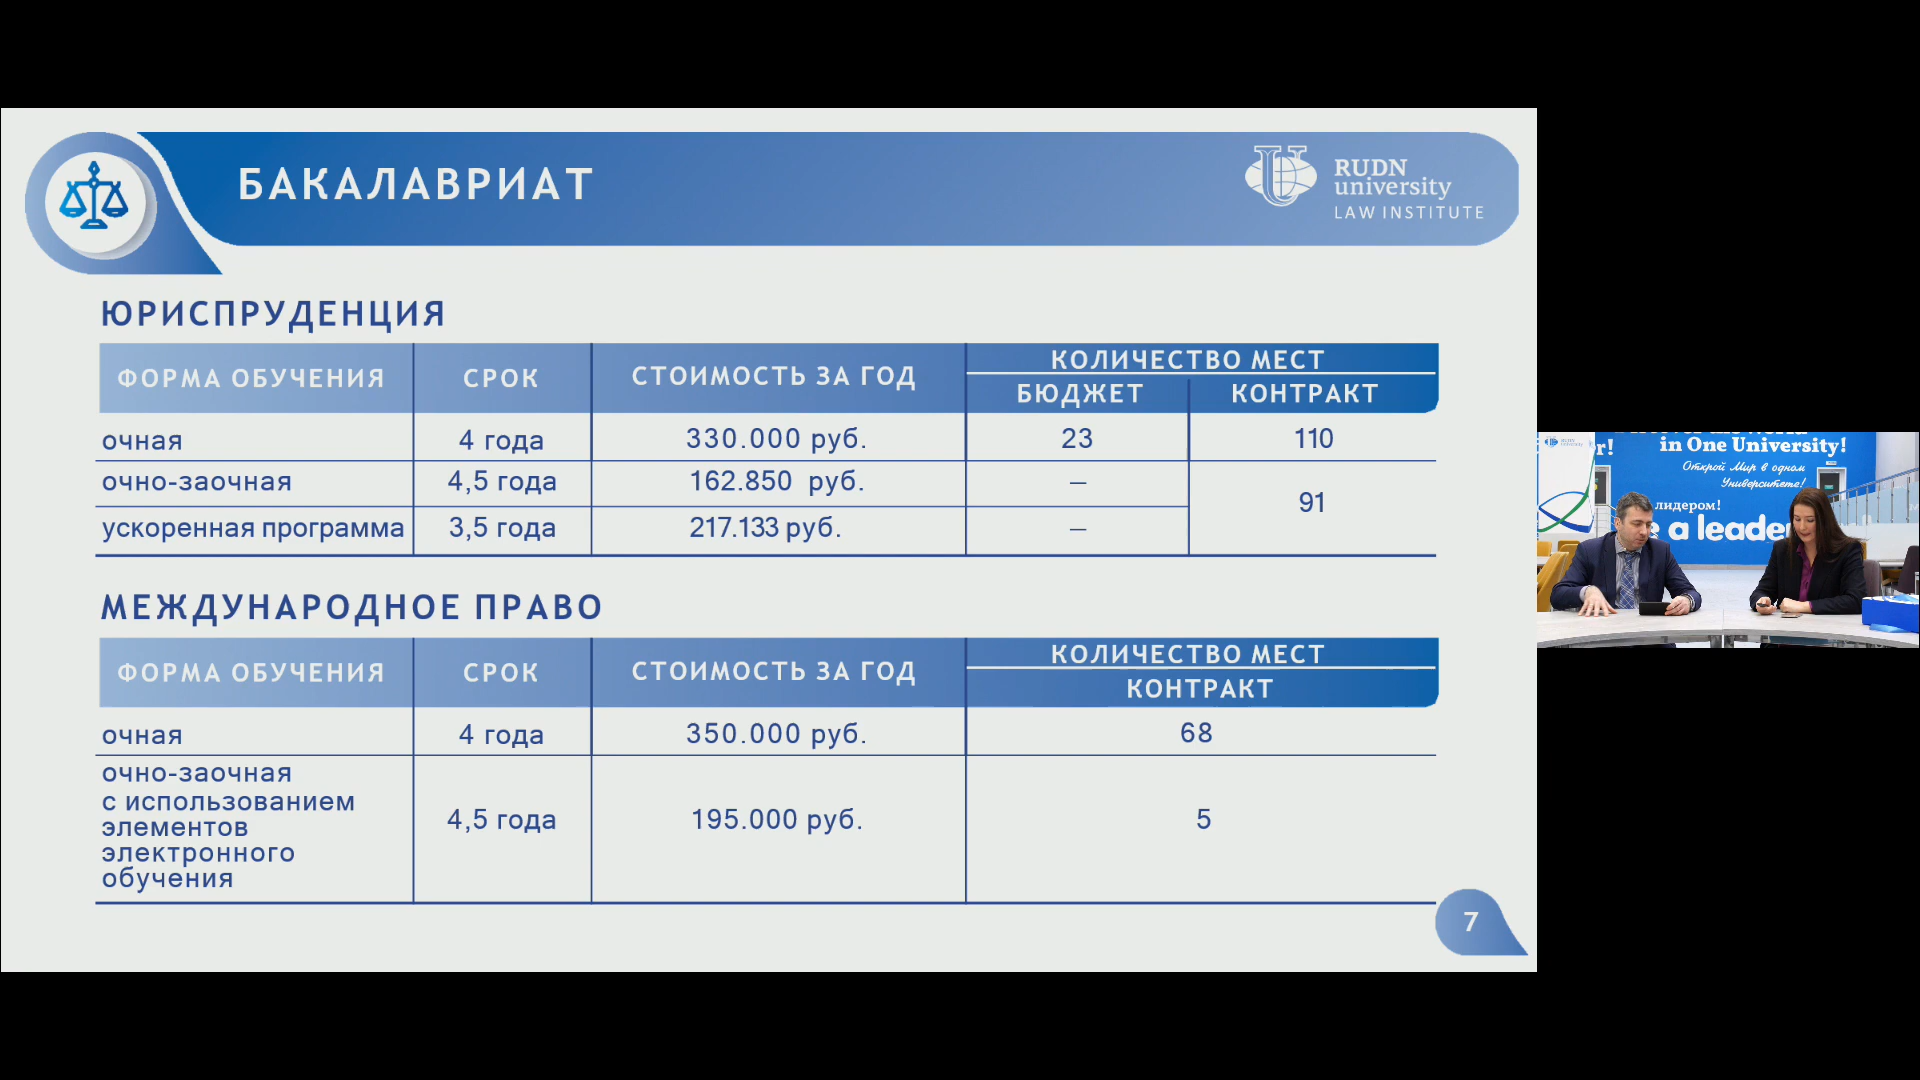 БАКАЛАВРИАТ
RUDN
university
LAW INSTITUTE
ЮРИСПРУДЕНЦИЯ
ФОРМА ОБУЧЕНИЯ СРОК СТОИМОСТЬ ЗА ГОД КОЛИЧЕСТВО МЕСТ
БЮДЖЕТ КОНТРАКТ
очная 4 года 330.000 руб. 23 110
очно-заочная 4,5 года 162.850 руб. – 91
ускоренная программа 3,5 года 217.133 руб. –
МЕЖДУНАРОДНОЕ ПРАВО
ФОРМА ОБУЧЕНИЯ СРОК СТОИМОСТЬ ЗА ГОД КОЛИЧЕСТВО МЕСТ
КОНТРАКТ
очная 4 года 350.000 руб. 68
очно-заочная
с использованием
элементов
электронного
обучения
4,5 года 195.000 руб. 5
7
in One University!
Открой Мир в одном
Университете!
лидером!
a leade